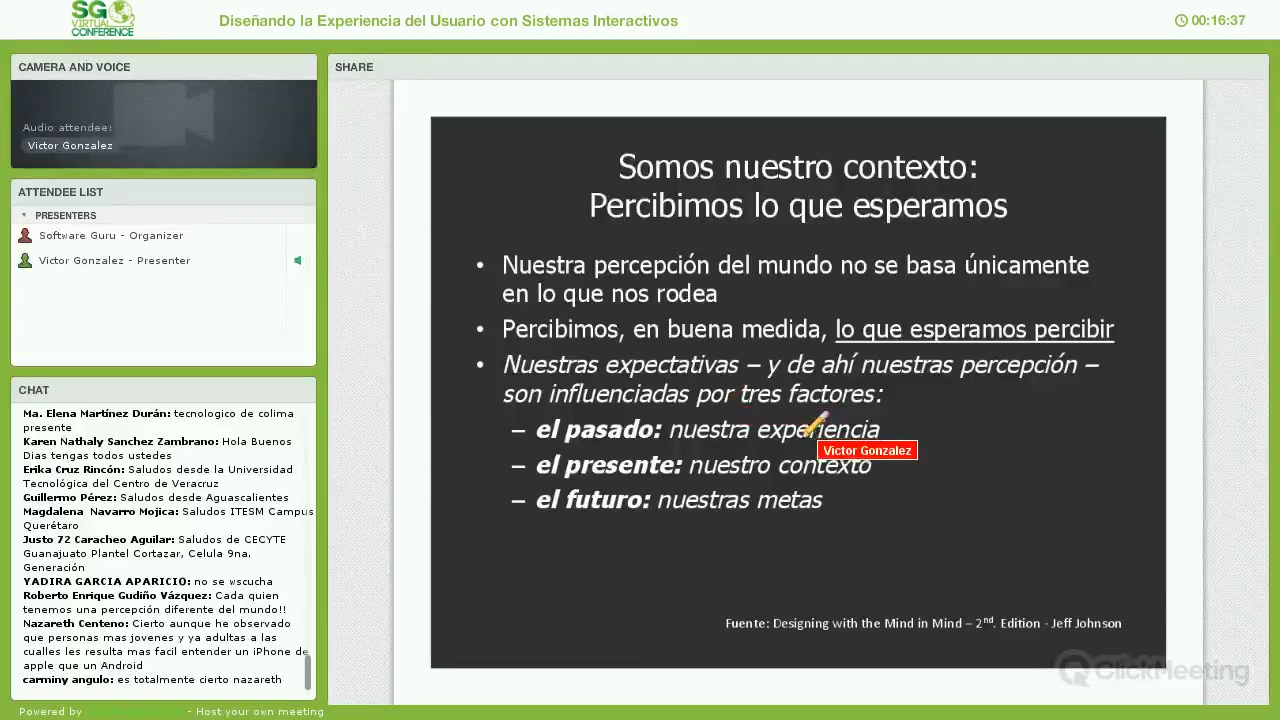 SG
VIRTUAL
CONFERENCE
Diseñando la Experiencia del Usuario con Sistemas Interactivos
00:16:37
CAMERA AND VOICE
Audio attendee:
Victor Gonzalez
ATTENDEE LIST
PRESENTERS
Software Guru - Organizer
Victor Gonzalez - Presenter
CHAT
Ma. Elena Martínez Durán: tecnologico de colima
presente
Karen Nathaly Sanchez Zambrano: Hola Buenos
Dias tengas todos ustedes
Erika Cruz Rincón: Saludos desde la Universidad
Tecnológica del Centro de Veracruz
Guillermo Pérez: Saludos desde Aguascalientes
Magdalena Navarro Mojica: Saludos ITESM Campus
Querétaro
Justo 72 Caracheo Aguilar: Saludos de CECYTE
Guanajuato Plantel Cortazar, Celula 9na.
Generación
YADIRA GARCIA APARICIO: no se wscucha
Roberto Enrique Gudiño Vázquez: Cada quien
tenemos una percepción diferente del mundo!!
Nazareth Centeno: Cierto aunque he observado
que personas mas jovenes y ya adultas a las
cualles les resulta mas facil entender un iPhone de
apple que un Android
carminy angulo: es totalmente cierto nazareth
Powered by
- Host your own meeting
SHARE
Somos nuestro contexto:
Percibimos lo que esperamos
• Nuestra percepción del mundo no se basa únicamente
en lo que nos rodea
• Percibimos, en buena medida, lo que esperamos percibir
• Nuestras expectativas – y de ahí nuestras percepción –
son influenciadas por tres factores:
– el pasado: nuestra experiencia
Victor Gonzalez
– el presente: nuestro contexto
– el futuro: nuestras metas
Fuente: Designing with the Mind in Mind – 2nd. Edition - Jeff Johnson
ClickMeeting